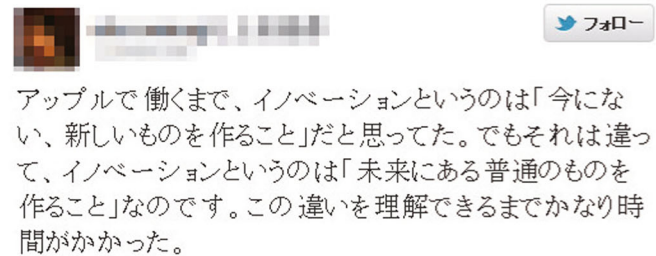 フォロー
アップルで働くまで、イノベーションというのは「今にな
い、新しいものを作ること」だと思ってた。でもそれは違っ
て、イノベーションというのは「未来にある普通のものを
作ること」なのです。この違いを理解できるまでかなり時
間がかかった。